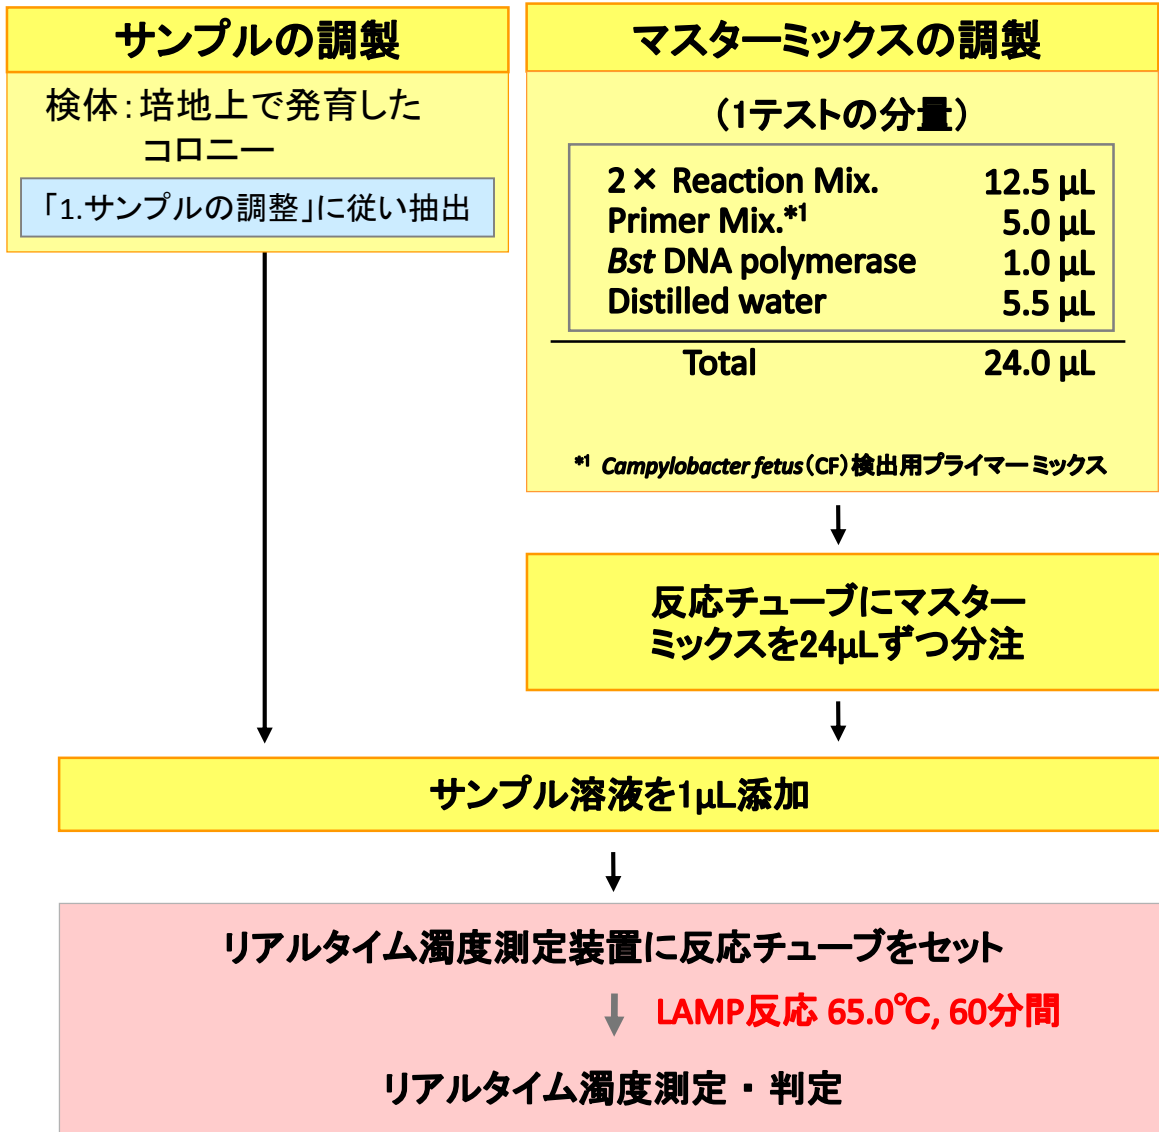 サンプルの調製
検体：培地上で発育した
コロニー
「1.サンプルの調整」に従い抽出
マスターミックスの調製
（1テストの分量）
2× Reaction Mix. 12.5 µL
Primer Mix.*1 5.0 µL
Bst DNA polymerase 1.0 µL
Distilled water 5.5 µL
Total 24.0 µL
*1 Campylobacter fetus（CF）検出用プライマーミックス
反応チューブにマスター
ミックスを24µLずつ分注
サンプル溶液を1µL添加
リアルタイム濁度測定装置に反応チューブをセット
LAMP反応 65.0℃, 60分間
リアルタイム濁度測定・判定